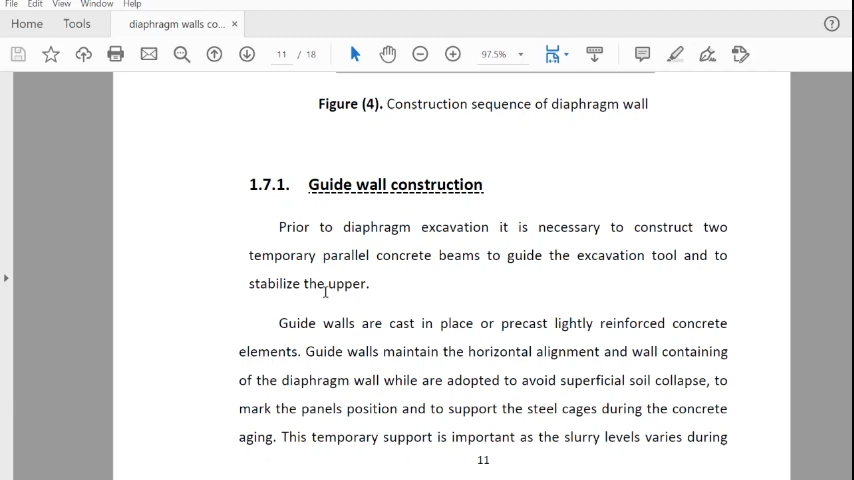 File Edit View Window Help
Home Tools diaphragm walls co... ×
11 / 18 97.5%
Figure (4). Construction sequence of diaphragm wall
1.7.1. Guide wall construction
Prior to diaphragm excavation it is necessary to construct two
temporary parallel concrete beams to guide the excavation tool and to
stabilize the upper.
Guide walls are cast in place or precast lightly reinforced concrete
elements. Guide walls maintain the horizontal alignment and wall containing
of the diaphragm wall while are adopted to avoid superficial soil collapse, to
mark the panels position and to support the steel cages during the concrete
aging. This temporary support is important as the slurry levels varies during
11